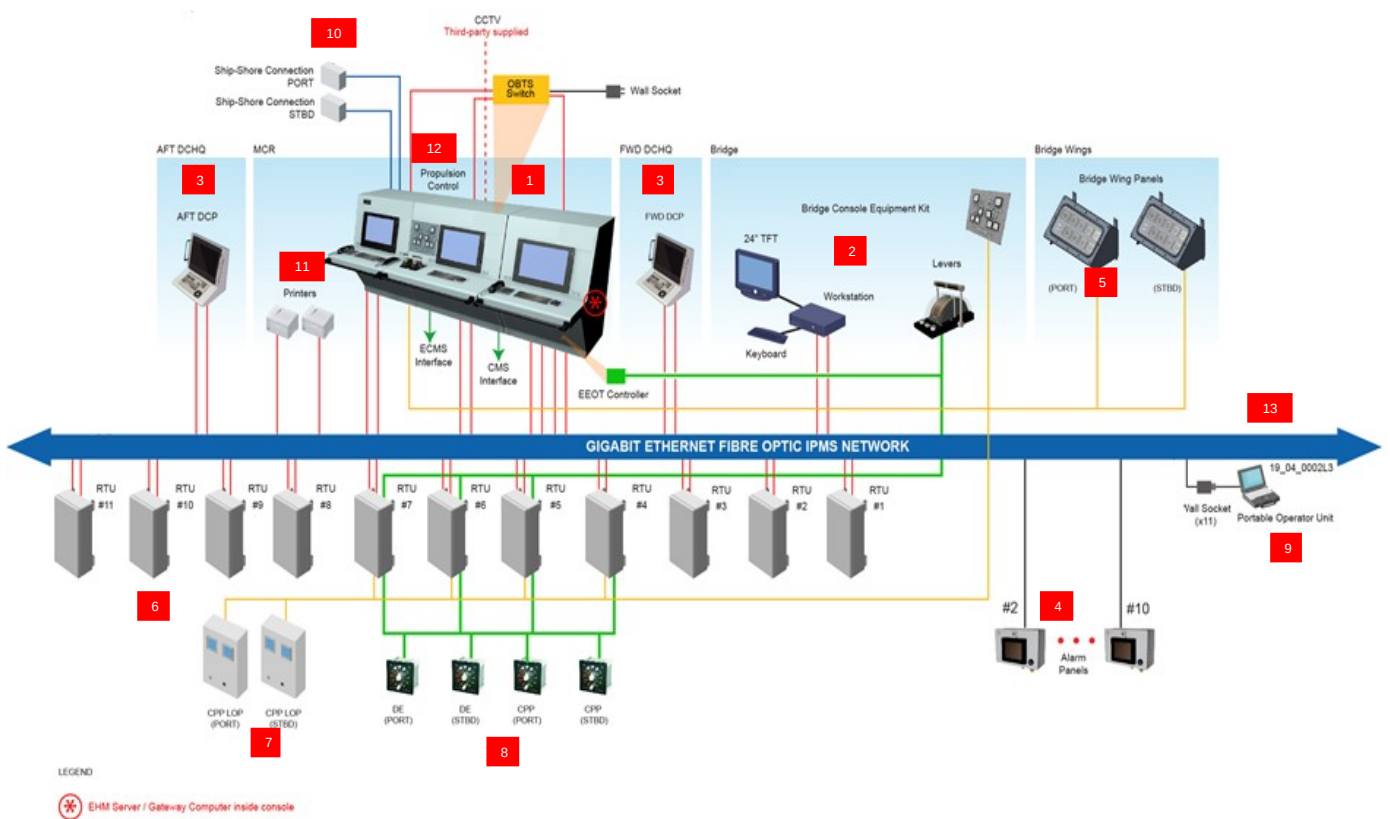 CCTV
Third-party supplied
10
Ship-Shore Connection
PORT
Ship-Shore Connection
STBD
OBTS
Switch
Wall Socket
AFT DCHQ
MCR
12
FWD DCHQ
Bridge
Bridge Wings
3
Propulsion
Control
1
3
Bridge Wing Panels
AFT DCP
FWD DCP
Bridge Console Equipment Kit
24" TFT
2
Levers
11
Printers
Workstation
(PORT)
5
(STBD)
Keyboard
ECMS
Interface
CMS
Interface
EEOT Controller
13
GIGABIT ETHERNET FIBRE OPTIC IPMS NETWORK
19_04_0002L3
RTU
#11
RTU
#10
RTU
#9
RTU
#8
RTU
#7
RTU
#6
RTU
#5
RTU
#4
RTU
#3
RTU
#2
RTU
#1
Wall Socket
(x11)
Portable Operator Unit
9
6
#2
4
#10
Alarm
Panels
CPP LOP
(PORT)
CPP LOP
(STBD)
7
DE
(PORT)
DE
(STBD)
CPP
(PORT)
CPP
(STBD)
8
LEGEND
EHM Server / Gateway Computer inside console